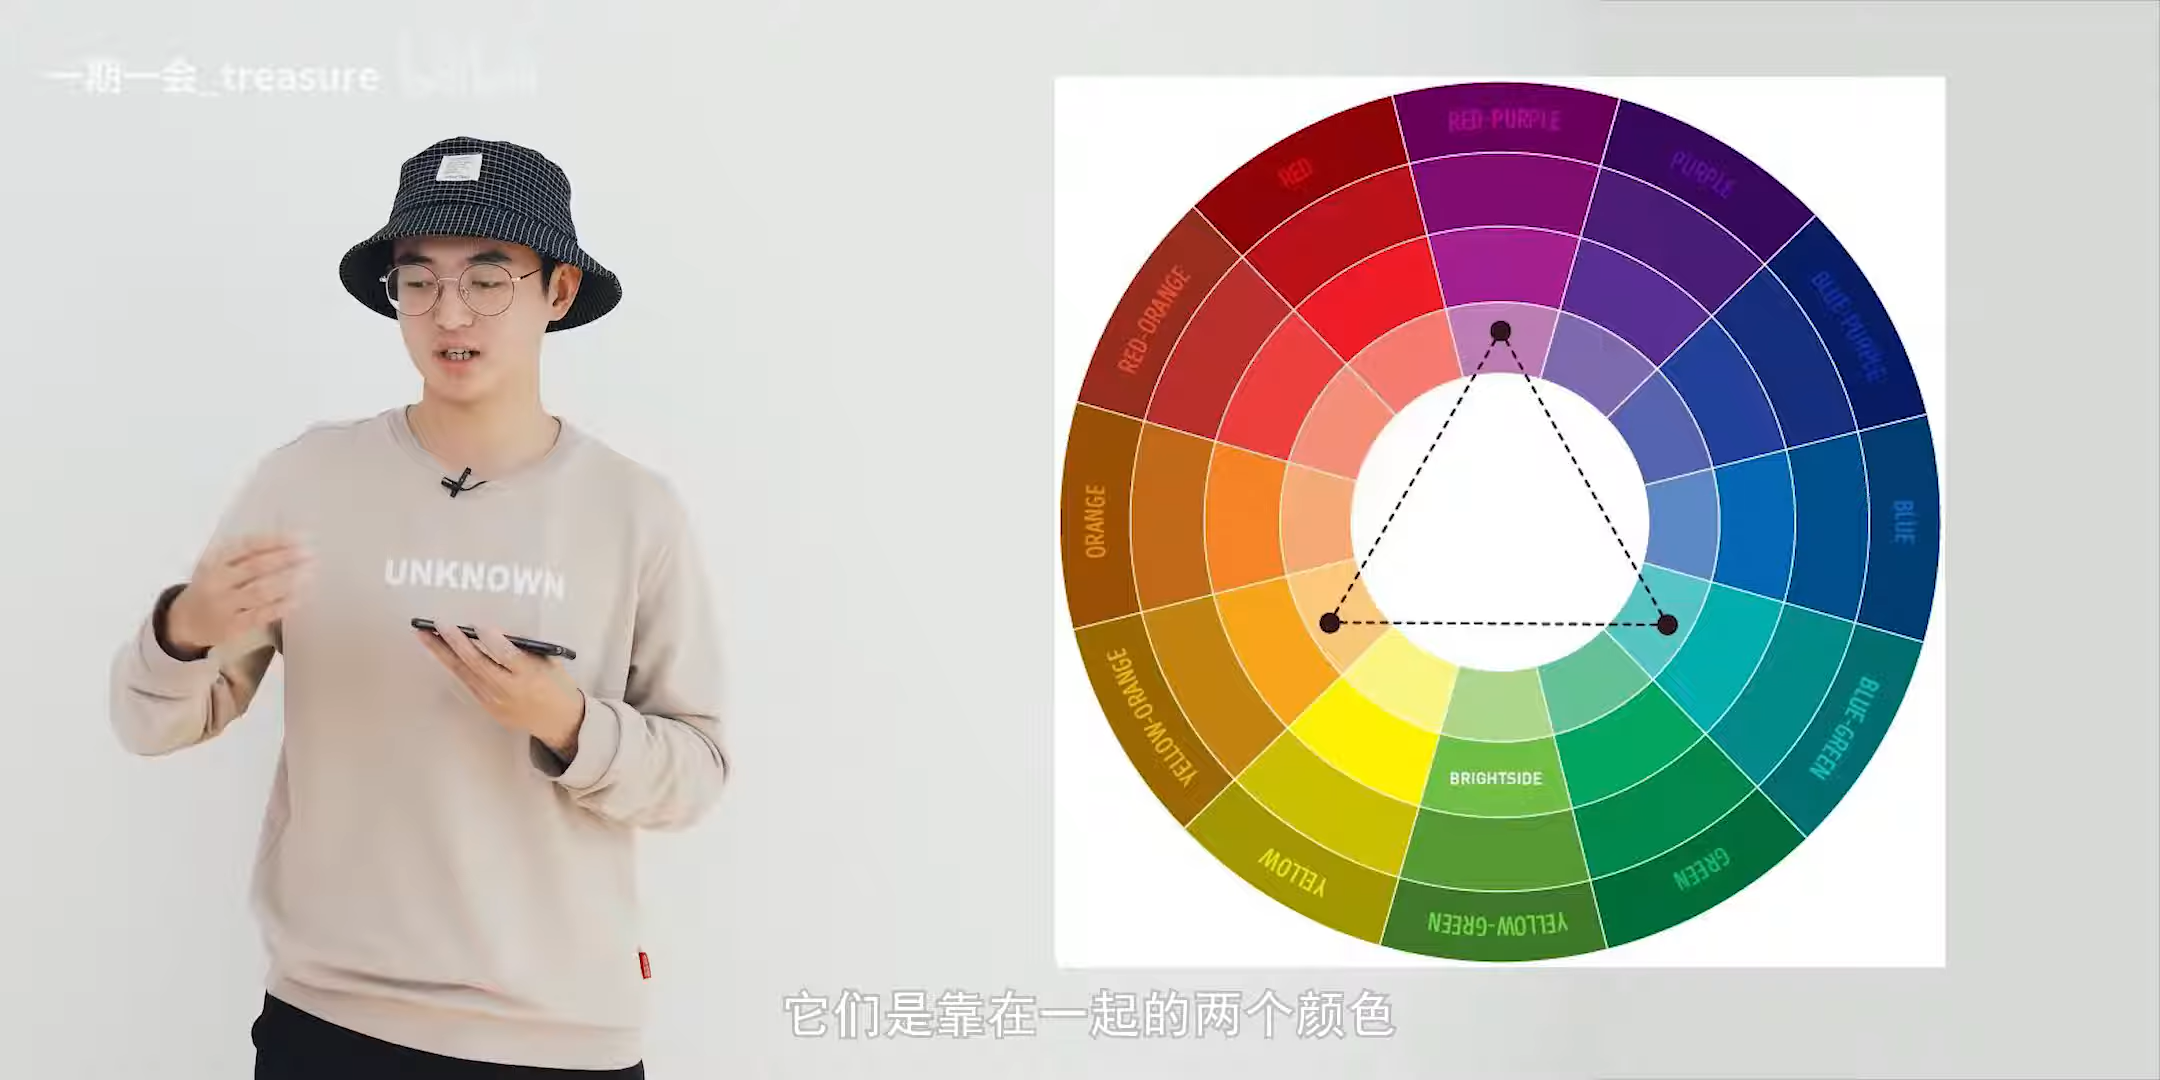 一期一会_treasure
UNKNOWN
RED-PURPLE
PURPLE
BLUE-PURPLE
BLUE
BLUE-GREEN
GREEN
YELLOW-GREEN
YELLOW
YELLOW-ORANGE
ORANGE
RED-ORANGE
RED
BRIGHTSIDE
它们是靠在一起的两个颜色